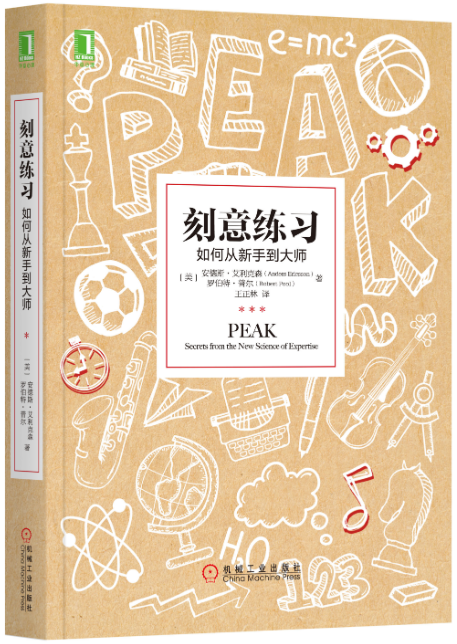 刻意练习
如何从新手到大师
*
[美] 安德斯·艾利克森
罗伯特·普尔 著
机械工业出版社
China Machine Press
e=mc²
PEAK
刻意练习
如何从新手到大师
[美] 安德斯·艾利克森(Anders Ericsson)
罗伯特·普尔(Robert Pool) 著
王正林 译
***
PEAK
Secrets from the New Science of Expertise
H₂O
123
机械工业出版社
China Machine Press